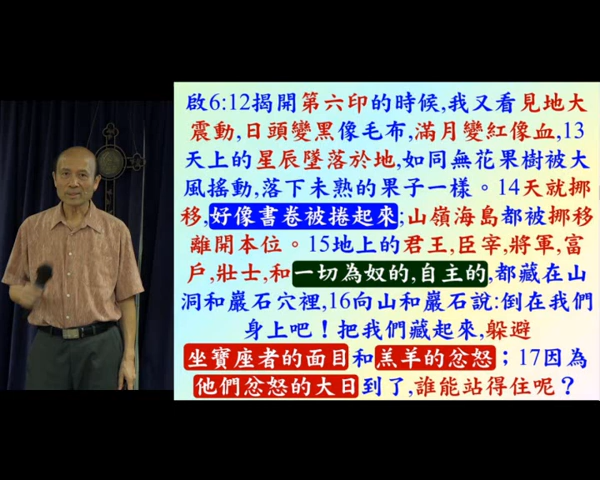 啟6:12揭開第六印的時候,我又看見地大
震動,日頭變黑像毛布,滿月變紅像血,13
天上的星辰墜落於地,如同無花果樹被大
風搖動,落下未熟的果子一樣。14天就挪
移,好像書卷被捲起來;山嶺海島都被挪移
離開本位。15地上的君王,臣宰,將軍,富
戶,壯士,和一切為奴的,自主的,都藏在山
洞和巖石穴裡,16向山和巖石說:倒在我們
身上吧！把我們藏起來,躲避
坐寶座者的面目和羔羊的忿怒；17因為
他們忿怒的大日到了,誰能站得住呢？